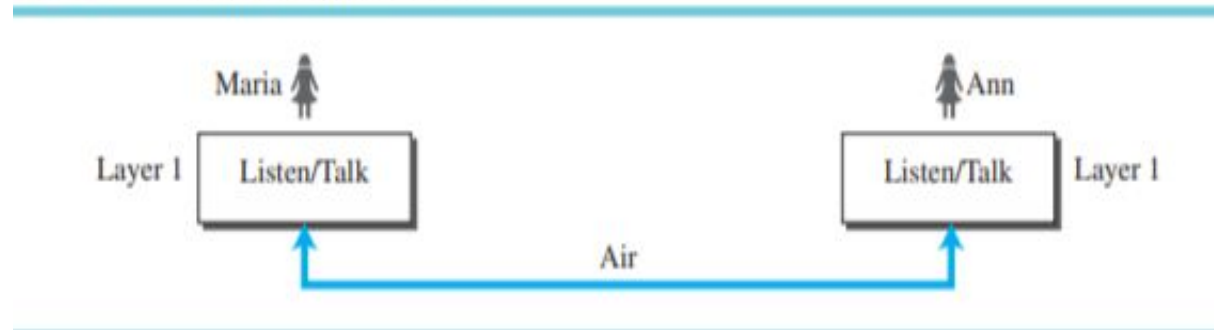 Maria
Ann
Layer 1
Listen/Talk
Listen/Talk
Layer 1
Air